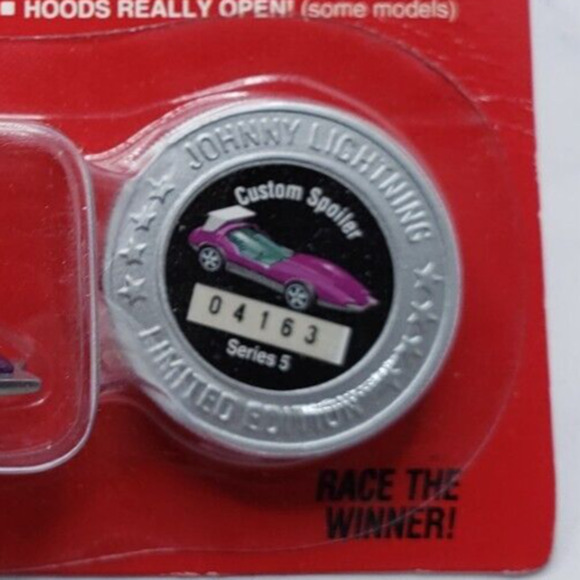 ■ HOODS REALLY OPEN! (some models)
JOHNNY LIGHTNING
Custom Spoiler
04163
Series 5
LIMITED EDITION
RACE THE
WINNER!